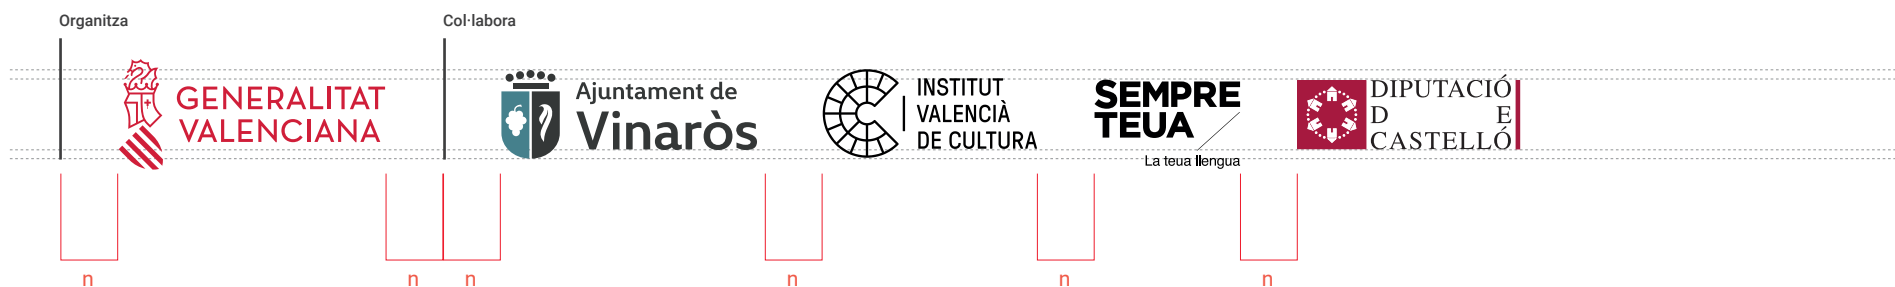 Organitza
Col·labora
GENERALITAT
VALENCIANA
Ajuntament de
Vinaròs
INSTITUT
VALENCIÀ
DE CULTURA
SEMPRE
TEUA
La teua llengua
DIPUTACIÓ
D E
CASTELLÓ
n n n n n n